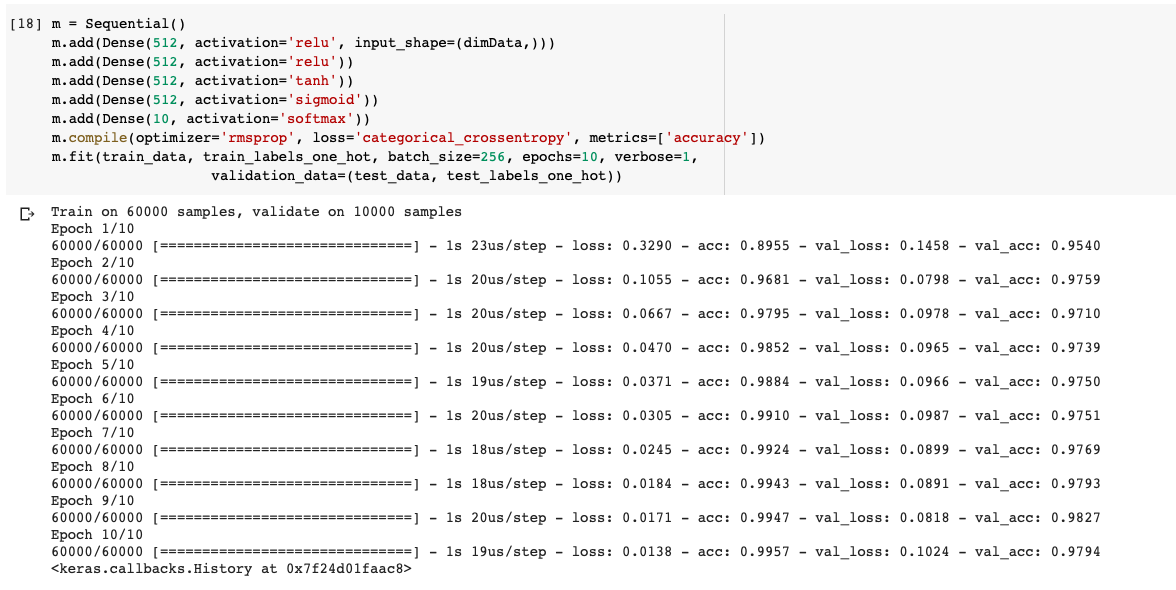 [18] m = Sequential()
m.add(Dense(512, activation='relu', input_shape=(dimData,)))
m.add(Dense(512, activation='relu'))
m.add(Dense(512, activation='tanh'))
m.add(Dense(512, activation='sigmoid'))
m.add(Dense(10, activation='softmax'))
m.compile(optimizer='rmsprop', loss='categorical_crossentropy', metrics=['accuracy'])
m.fit(train_data, train_labels_one_hot, batch_size=256, epochs=10, verbose=1,
validation_data=(test_data, test_labels_one_hot))
Train on 60000 samples, validate on 10000 samples
Epoch 1/10
60000/60000 [==============================] - 1s 23us/step - loss: 0.3290 - acc: 0.8955 - val_loss: 0.1458 - val_acc: 0.9540
Epoch 2/10
60000/60000 [==============================] - 1s 20us/step - loss: 0.1055 - acc: 0.9681 - val_loss: 0.0798 - val_acc: 0.9759
Epoch 3/10
60000/60000 [==============================] - 1s 20us/step - loss: 0.0667 - acc: 0.9795 - val_loss: 0.0978 - val_acc: 0.9710
Epoch 4/10
60000/60000 [==============================] - 1s 20us/step - loss: 0.0470 - acc: 0.9852 - val_loss: 0.0965 - val_acc: 0.9739
Epoch 5/10
60000/60000 [==============================] - 1s 19us/step - loss: 0.0371 - acc: 0.9884 - val_loss: 0.0966 - val_acc: 0.9750
Epoch 6/10
60000/60000 [==============================] - 1s 20us/step - loss: 0.0305 - acc: 0.9910 - val_loss: 0.0987 - val_acc: 0.9751
Epoch 7/10
60000/60000 [==============================] - 1s 18us/step - loss: 0.0245 - acc: 0.9924 - val_loss: 0.0899 - val_acc: 0.9769
Epoch 8/10
60000/60000 [==============================] - 1s 18us/step - loss: 0.0184 - acc: 0.9943 - val_loss: 0.0891 - val_acc: 0.9793
Epoch 9/10
60000/60000 [==============================] - 1s 20us/step - loss: 0.0171 - acc: 0.9947 - val_loss: 0.0818 - val_acc: 0.9827
Epoch 10/10
60000/60000 [==============================] - 1s 19us/step - loss: 0.0138 - acc: 0.9957 - val_loss: 0.1024 - val_acc: 0.9794
<keras.callbacks.History at 0x7f24d01faac8>